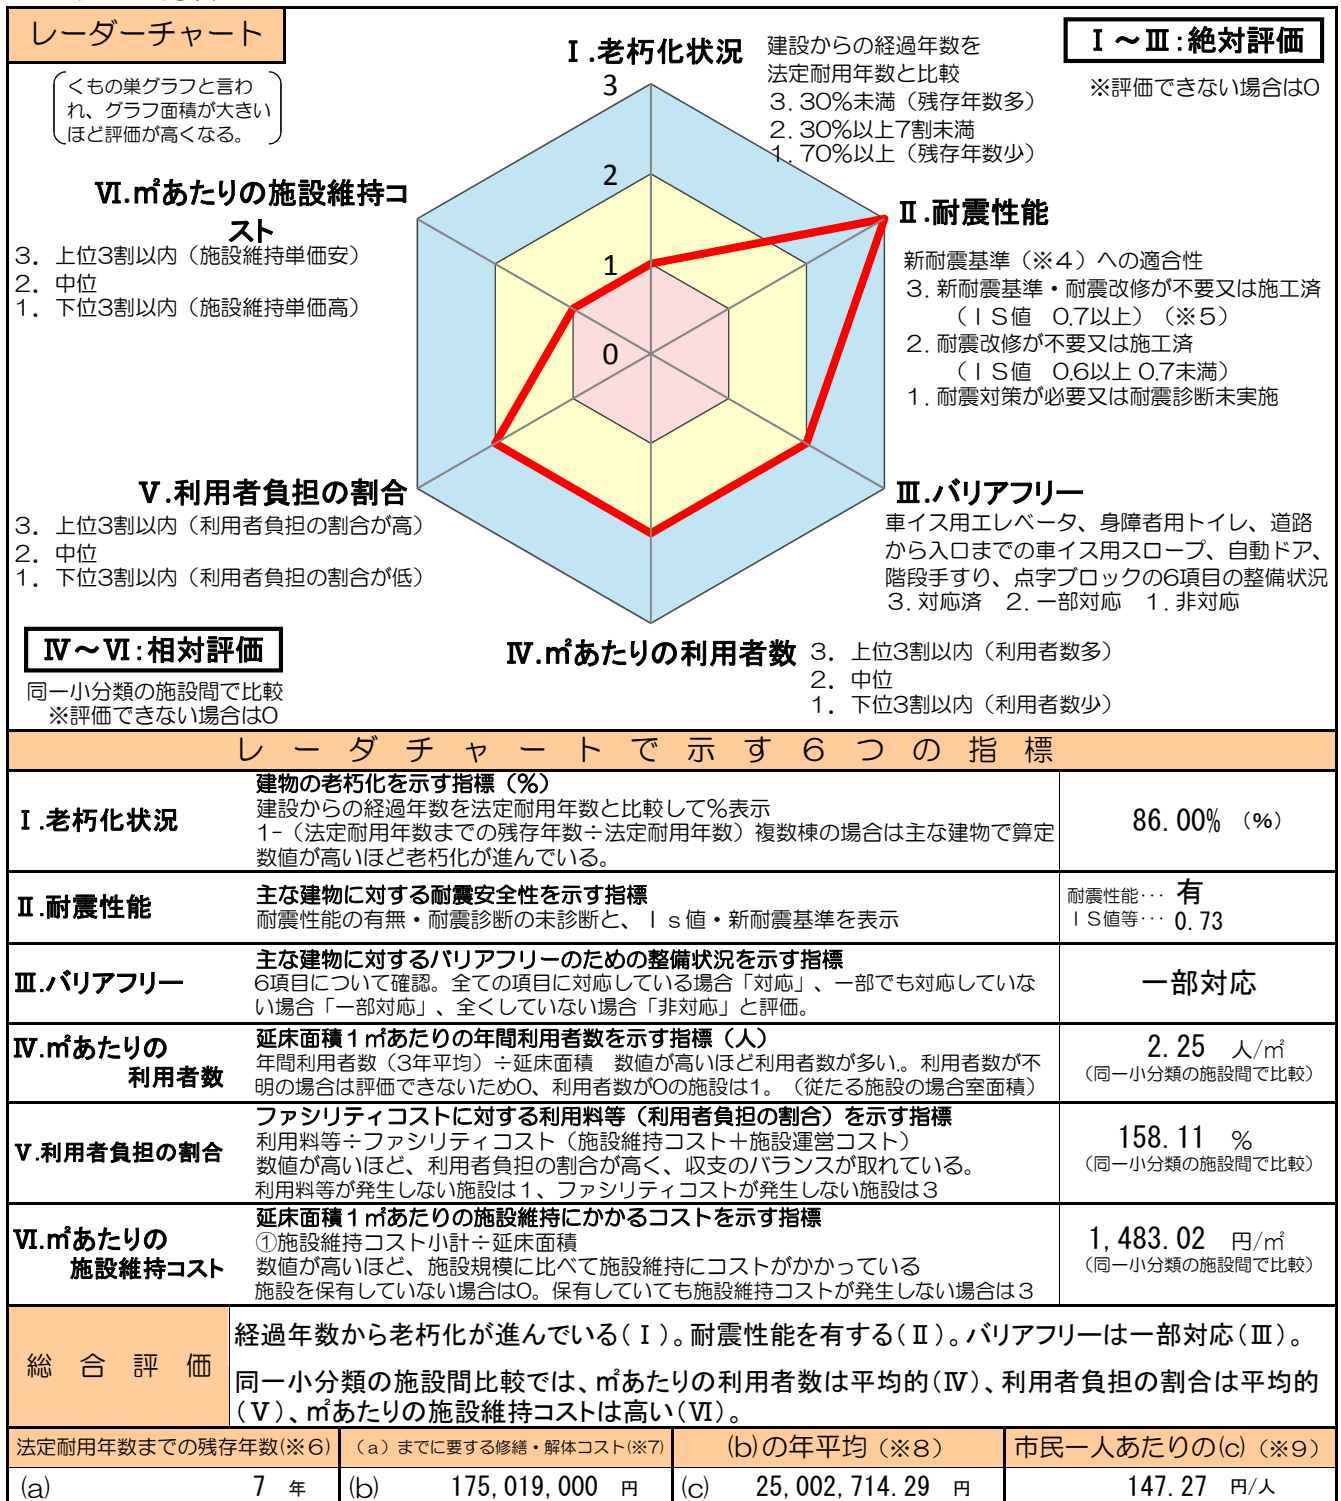 レーダーチャート
くもの巣グラフと言わ
れ、グラフ面積が大きい
ほど評価が高くなる。
Ⅰ.老朽化状況
建設からの経過年数を
法定耐用年数と比較
3. 30%未満（残存年数多）
2. 30%以上7割未満
1. 70%以上（残存年数少）
Ⅰ～Ⅲ:絶対評価
※評価できない場合は0
3
2
1
0
Ⅵ.㎡あたりの施設維持コ
スト
3. 上位3割以内（施設維持単価安）
2. 中位
1. 下位3割以内（施設維持単価高）
Ⅱ.耐震性能
新耐震基準（※4）への適合性
3. 新耐震基準・耐震改修が不要又は施工済
（ＩＳ値　0.7以上）（※5）
2. 耐震改修が不要又は施工済
（ＩＳ値　0.6以上 0.7未満）
1. 耐震対策が必要又は耐震診断未実施
Ⅴ.利用者負担の割合
3. 上位3割以内（利用者負担の割合が高）
2. 中位
1. 下位3割以内（利用者負担の割合が低）
Ⅲ.バリアフリー
車イス用エレベータ、身障者用トイレ、道路
から入口までの車イス用スロープ、自動ドア、
階段手すり、点字ブロックの6項目の整備状況
3. 対応済　2. 一部対応　1. 非対応
Ⅳ～Ⅵ:相対評価
同一小分類の施設間で比較
※評価できない場合は0
Ⅳ.㎡あたりの利用者数
3. 上位3割以内（利用者数多）
2. 中位
1. 下位3割以内（利用者数少）
レーダチャートで示す６つの指標
Ⅰ.老朽化状況
建物の老朽化を示す指標（%）
建設からの経過年数を法定耐用年数と比較して%表示
1-（法定耐用年数までの残存年数÷法定耐用年数）複数棟の場合は主な建物で算定
数値が高いほど老朽化が進んでいる。
86.00% （%）
Ⅱ.耐震性能
主な建物に対する耐震安全性を示す指標
耐震性能の有無・耐震診断の未診断と、Ｉｓ値・新耐震基準を表示
耐震性能… 有
ＩＳ値等… 0.73
Ⅲ.バリアフリー
主な建物に対するバリアフリーのための整備状況を示す指標
6項目について確認。全ての項目に対応している場合「対応」、一部でも対応していな
い場合「一部対応」、全くしていない場合「非対応」と評価。
一部対応
Ⅳ.㎡あたりの
利用者数
延床面積１㎡あたりの年間利用者数を示す指標（人）
年間利用者数（3年平均）÷延床面積　数値が高いほど利用者数が多い。利用者数が不
明の場合は評価できないため0、利用者数が0の施設は1。（従たる施設の場合室面積）
2.25 人/㎡
（同一小分類の施設間で比較）
Ⅴ.利用者負担の割合
ファシリティコストに対する利用料等（利用者負担の割合）を示す指標
利用料等÷ファシリティコスト（施設維持コスト＋施設運営コスト）
数値が高いほど、利用者負担の割合が高く、収支のバランスが取れている。
利用料等が発生しない施設は１、ファシリティコストが発生しない施設は３
158.11 %
（同一小分類の施設間で比較）
Ⅵ.㎡あたりの
施設維持コスト
延床面積１㎡あたりの施設維持にかかるコストを示す指標
①施設維持コスト小計÷延床面積
数値が高いほど、施設規模に比べて施設維持にコストがかかっている
施設を保有していない場合は0。保有していても施設維持コストが発生しない場合は３
1,483.02 円/㎡
（同一小分類の施設間で比較）
総合評価
経過年数から老朽化が進んでいる(Ⅰ)。耐震性能を有する(Ⅱ)。バリアフリーは一部対応(Ⅲ)。
同一小分類の施設間比較では、㎡あたりの利用者数は平均的(Ⅳ)、利用者負担の割合は平均的
(Ⅴ)、㎡あたりの施設維持コストは高い(Ⅵ)。
法定耐用年数までの残存年数(※6)
（a）までに要する修繕・解体コスト(※7)
(b)の年平均（※8）
市民一人あたりの(c)（※9）
(a) 7 年
(b) 175,019,000 円
(c) 25,002,714.29 円
147.27 円/人